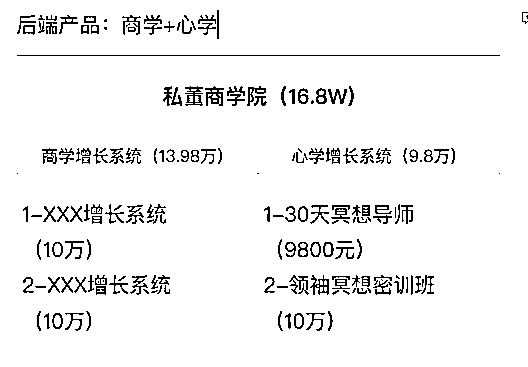 后端产品：商学+心学
私董商学院（16.8W）
商学增长系统（13.98万）
心学增长系统（9.8万）
1-XXX增长系统
（10万）
2-XXX增长系统
（10万）
1-30天冥想导师
（9800元）
2-领袖冥想密训班
（10万）